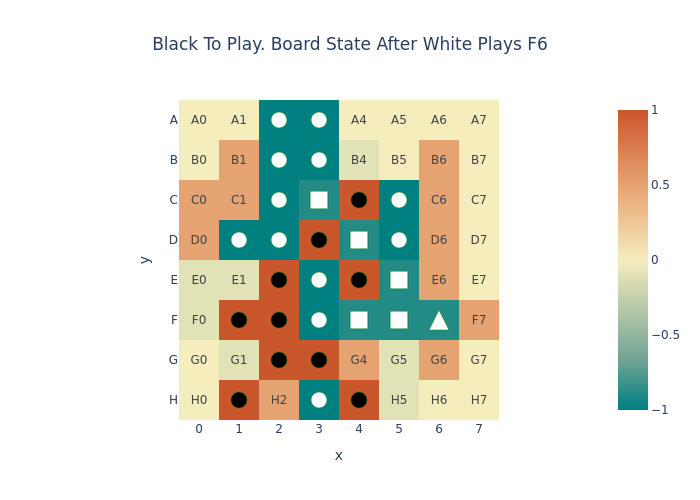 Black To Play. Board State After White Plays F6
A A0 A1 A4 A5 A6 A7
B B0 B1 B4 B5 B6 B7
C C0 C1 C6 C7
D D0 D6 D7
E E0 E1 E6 E7
F F0 F7
G G0 G1 G4 G5 G6 G7
H H0 H2 H5 H6 H7
0 1 2 3 4 5 6 7
x
y
1
0.5
0
−0.5
−1